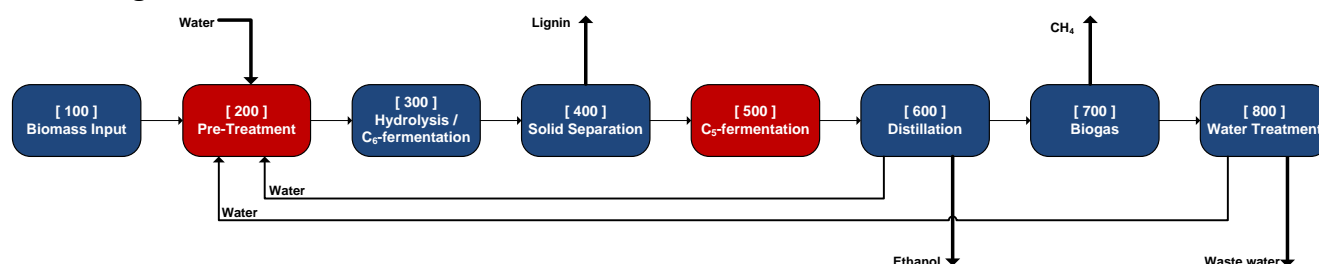 Water
Lignin
CH₄
[ 100 ]
Biomass Input
[ 200 ]
Pre-Treatment
[ 300 ]
Hydrolysis /
C₆-fermentation
[ 400 ]
Solid Separation
[ 500 ]
C₅-fermentation
[ 600 ]
Distillation
[ 700 ]
Biogas
[ 800 ]
Water Treatment
Water
Water
Ethanol
Waste water